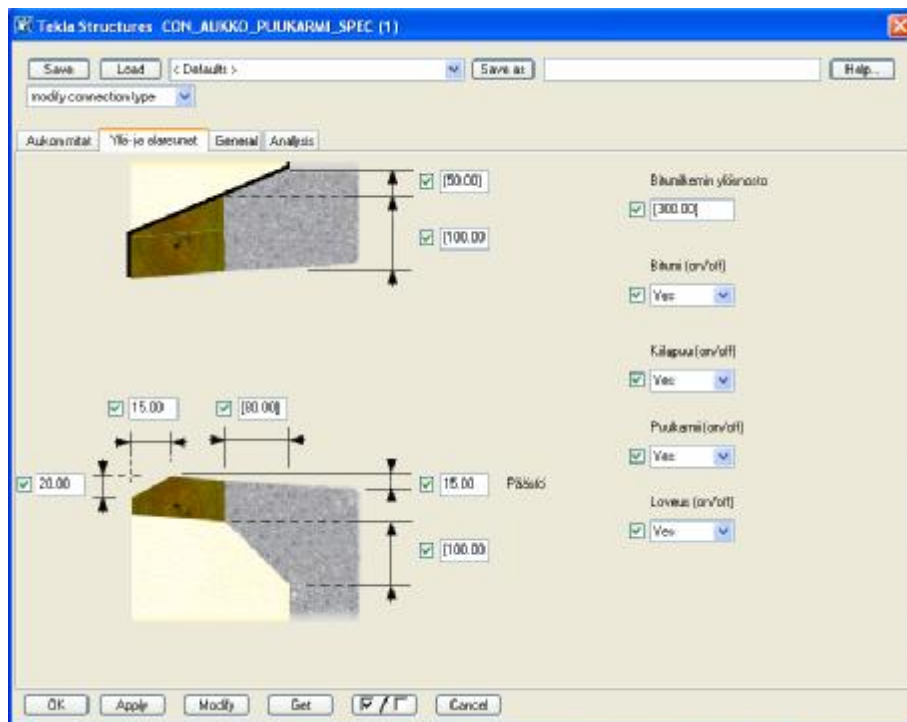 Tekla Structures CON_AUKKO_PUUKARMI_SPEC (1)
Save Load < Defaults > Save as Help...
modify connection type
Aukon mitat Ylä- ja alareunat General Analysis
(50.00)
Bitumikermin ylösnosto
(300.00)
(100.00
Bitumi (on/off)
Yes
Kiilapuu (on/off)
Yes
15.00 (80.00)
Puukarmi (on/off)
Yes
20.00 15.00 Päästö
Loveus (on/off)
Yes
(100.00
OK Apply Modify Get / Cancel